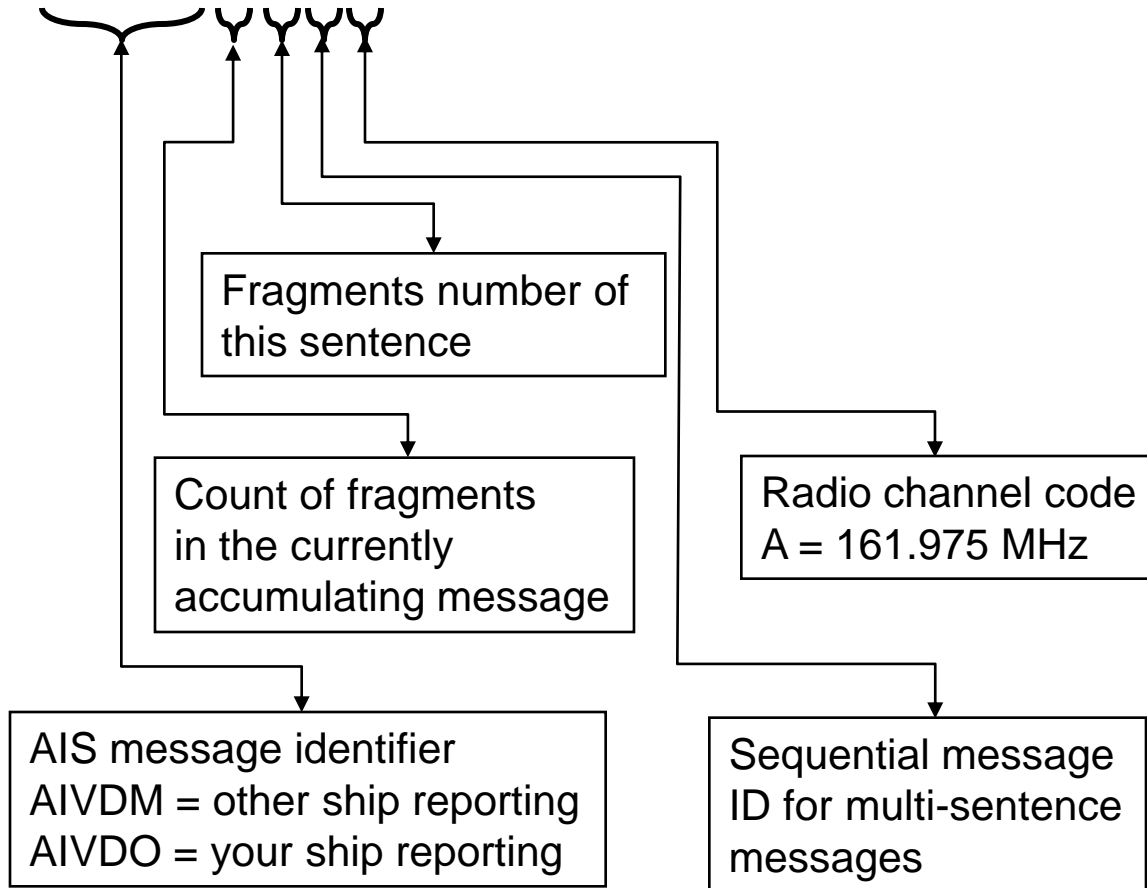 Fragments number of
this sentence
Count of fragments
in the currently
accumulating message
Radio channel code
A = 161.975 MHz
AIS message identifier
AIVDM = other ship reporting
AIVDO = your ship reporting
Sequential message
ID for multi-sentence
messages